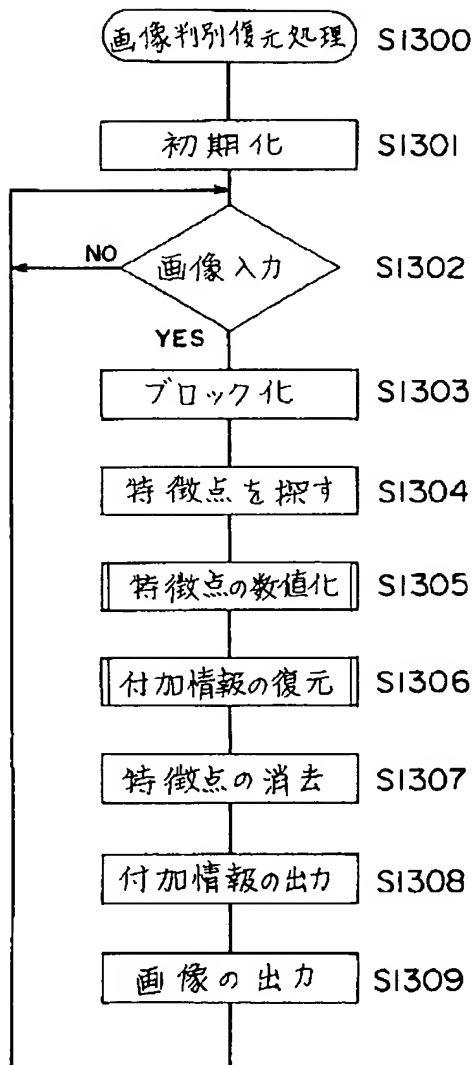 画像判別復元処理 S1300
初期化 S1301
画像入力 S1302
NO
YES
ブロック化 S1303
特徴点を探す S1304
特徴点の数値化 S1305
付加情報の復元 S1306
特徴点の消去 S1307
付加情報の出力 S1308
画像の出力 S1309